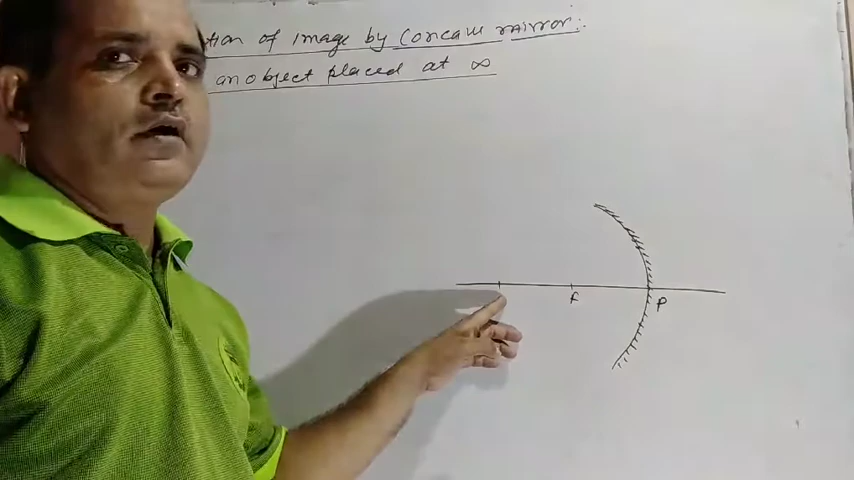 tion of image by Concave mirror :
an object placed at ∞
F
P